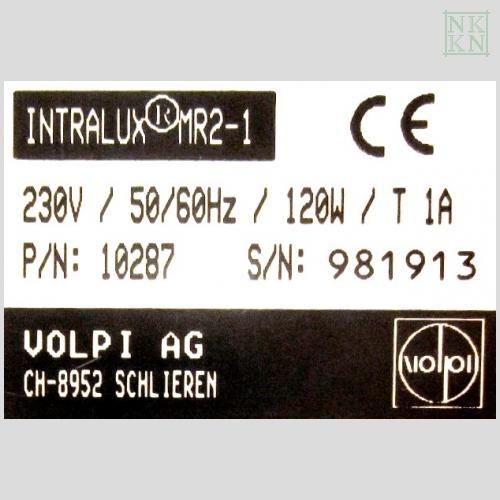 NK
KN
INTRALUX® MR2-1
CE
230V / 50/60Hz / 120W / T 1A
P/N: 10287 S/N: 981913
VOLPI AG
CH-8952 SCHLIEREN
volpi